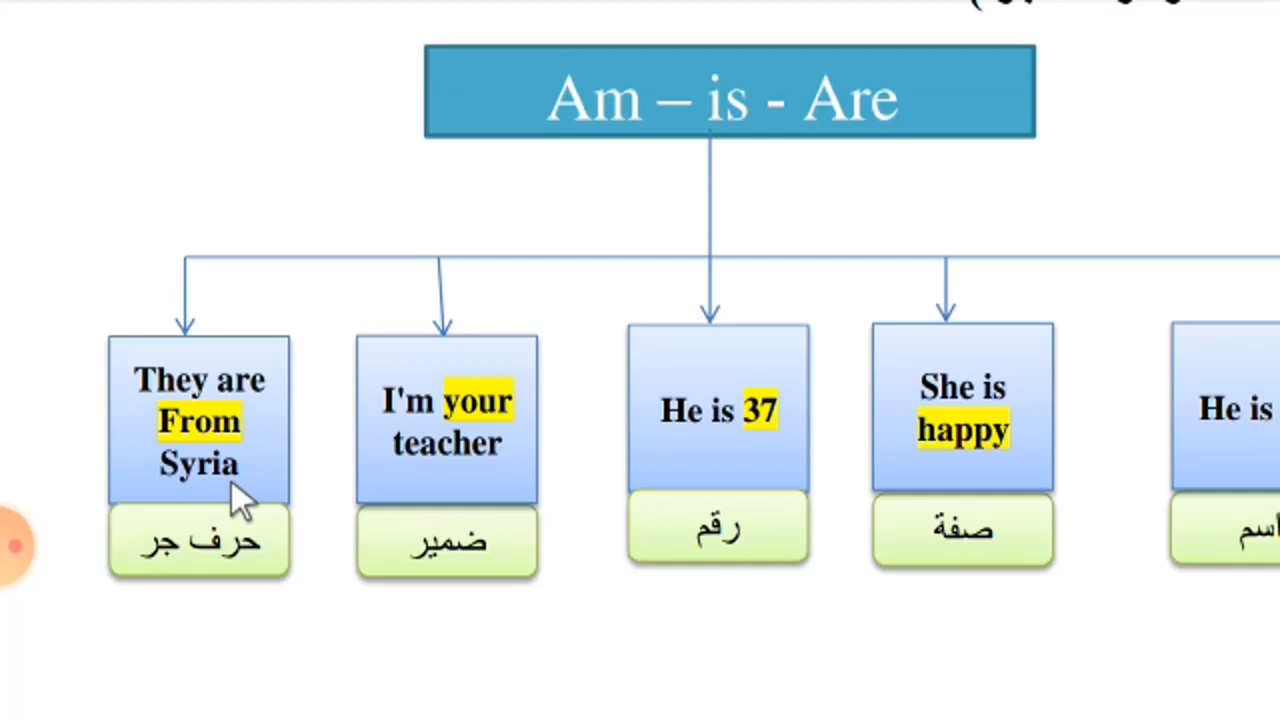 Am – is - Are
They are
From
Syria
حرف جر
I'm your
teacher
ضمير
He is 37
رقم
She is
happy
صفة
He is
اسم